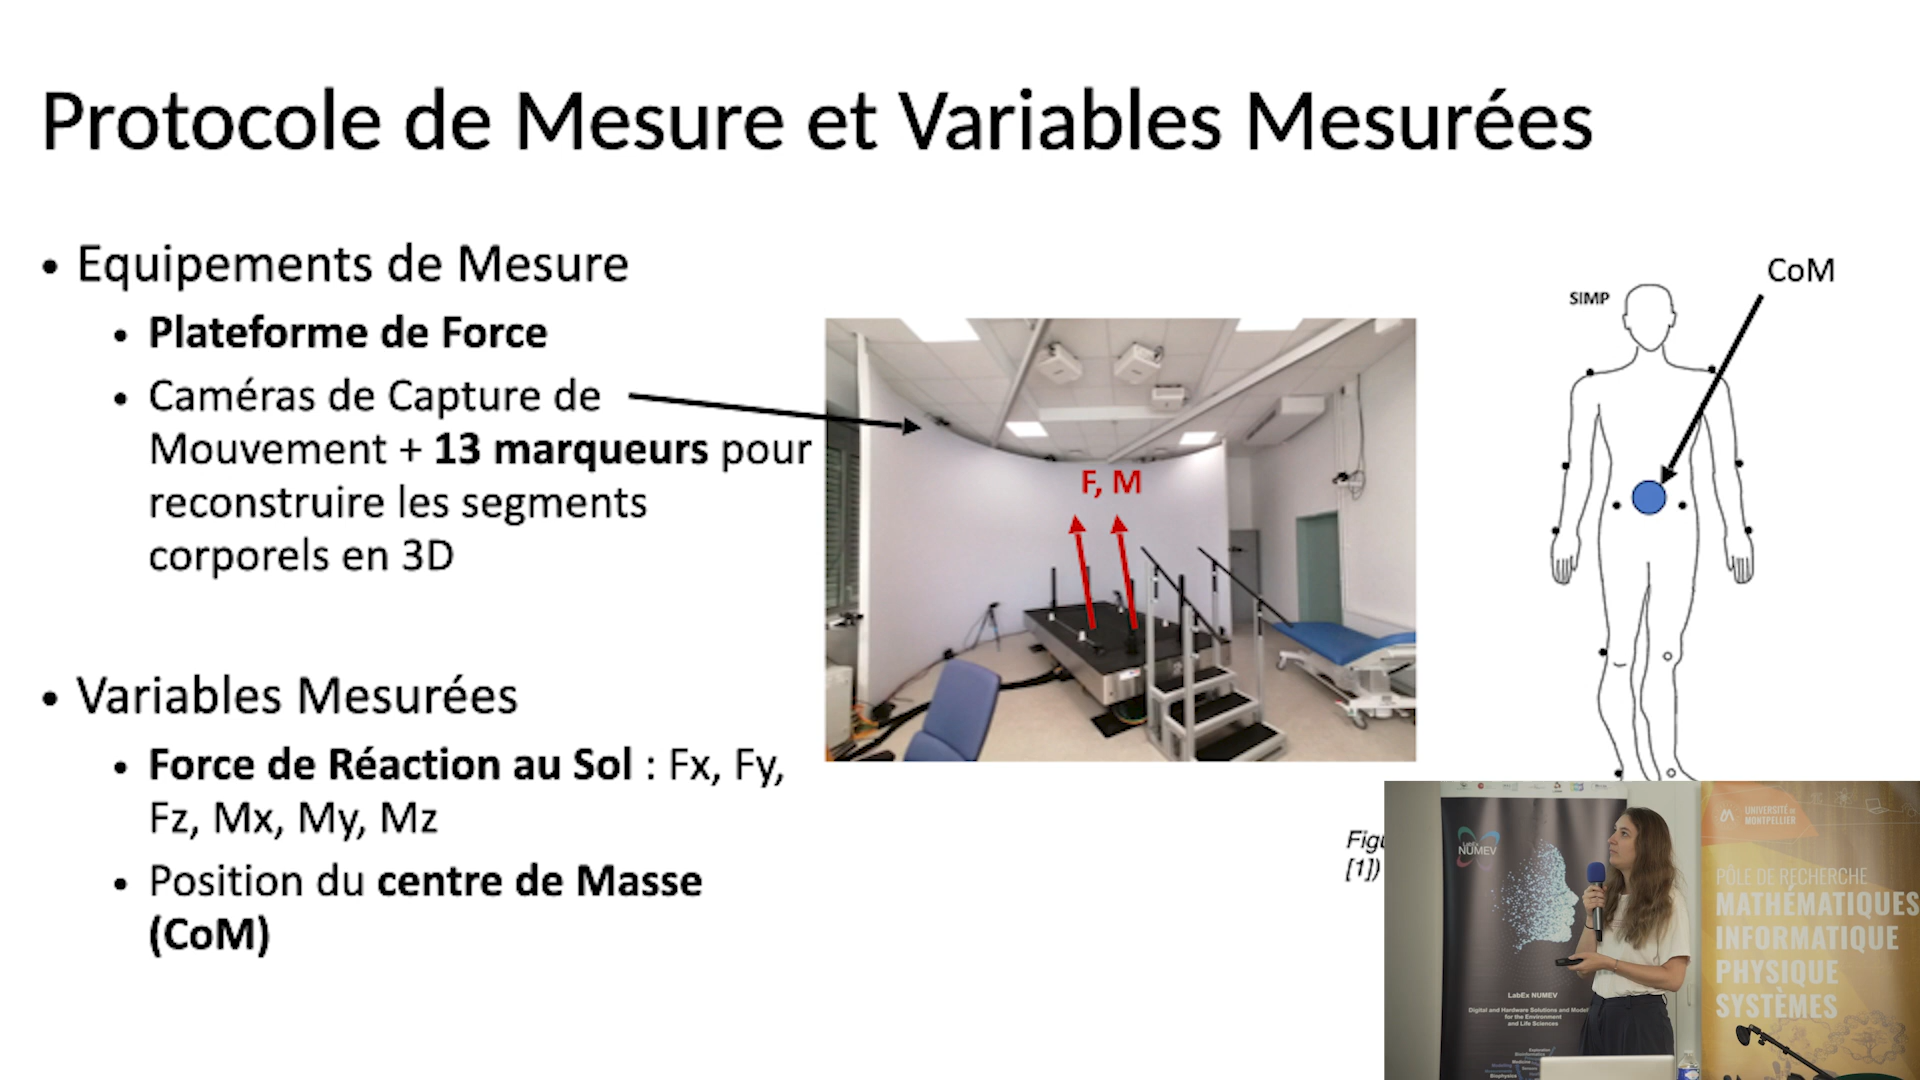 Protocole de Mesure et Variables Mesurées
• Equipements de Mesure
• Plateforme de Force
• Caméras de Capture de
Mouvement + 13 marqueurs pour
reconstruire les segments
corporels en 3D
• Variables Mesurées
• Force de Réaction au Sol : Fx, Fy,
Fz, Mx, My, Mz
• Position du centre de Masse
(CoM)
F, M
CoM
SIMP
[1])
LabEx
NUMEV
LabEx NUMEV
Digital and Hardware Solutions and Model
for the Environment
and Life Sciences
UNIVERSITÉ DE
MONTPELLIER
PÔLE DE RECHERCHE
MATHÉMATIQUES
INFORMATIQUE
PHYSIQUE
SYSTÈMES